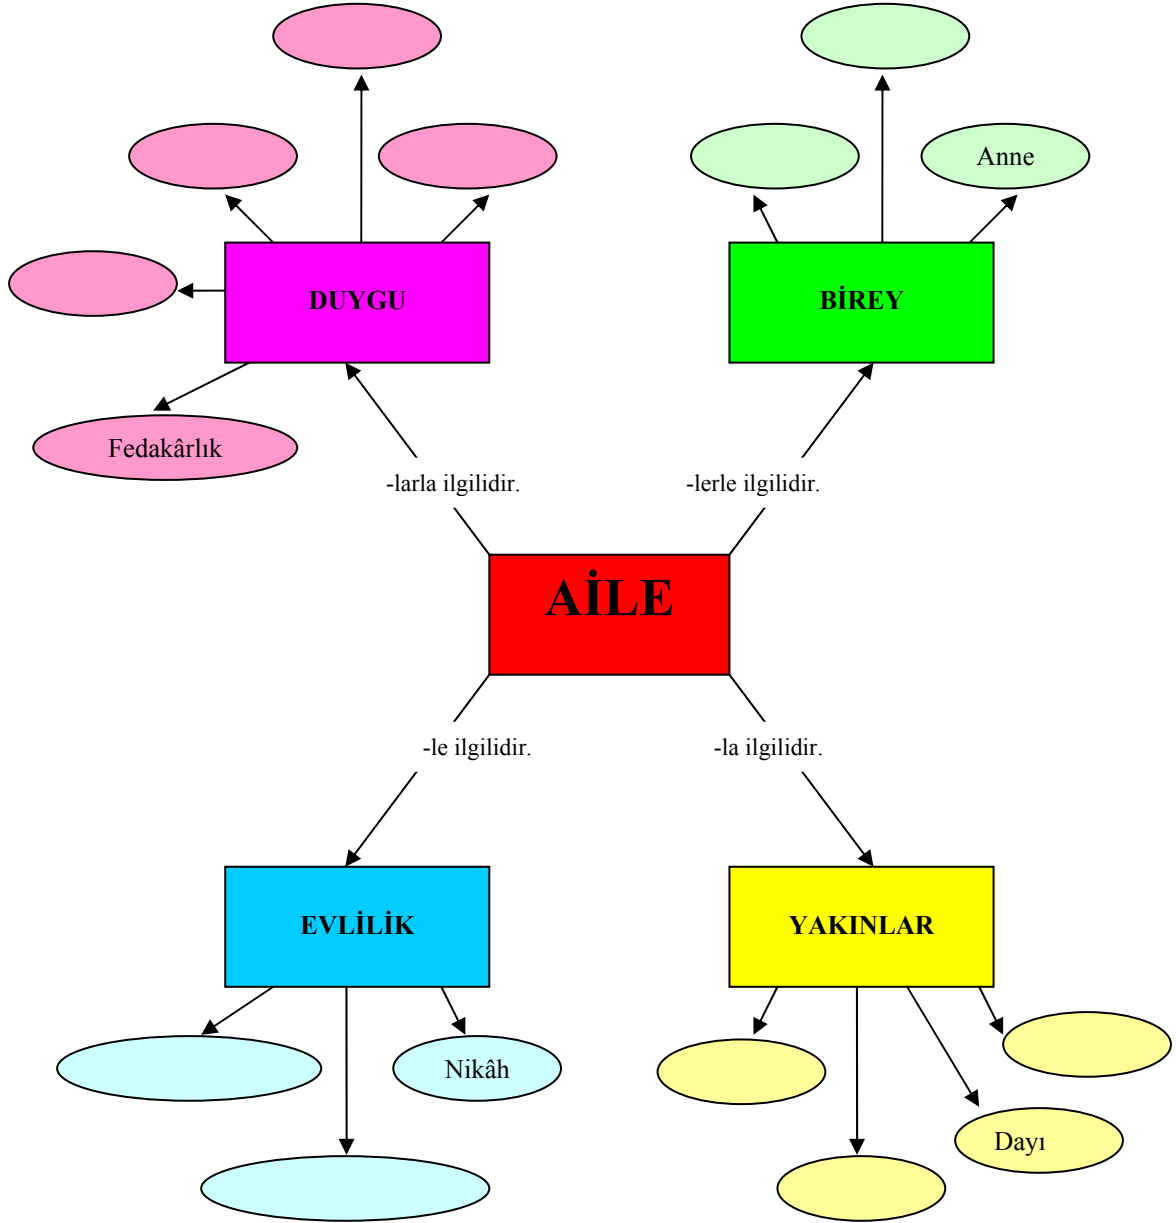 Anne
DUYGU
BİREY
Fedakârlık
-larla ilgilidir.
-lerle ilgilidir.
AİLE
-le ilgilidir.
-la ilgilidir.
EVLİLİK
YAKINLAR
Nikâh
Dayı